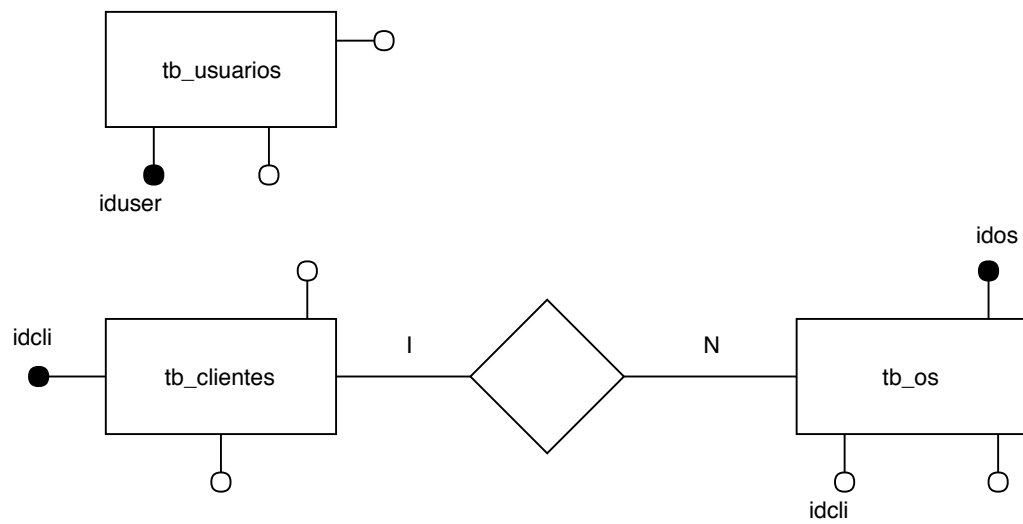 tb_usuarios
iduser
idos
idcli
I
N
tb_clientes
tb_os
idcli